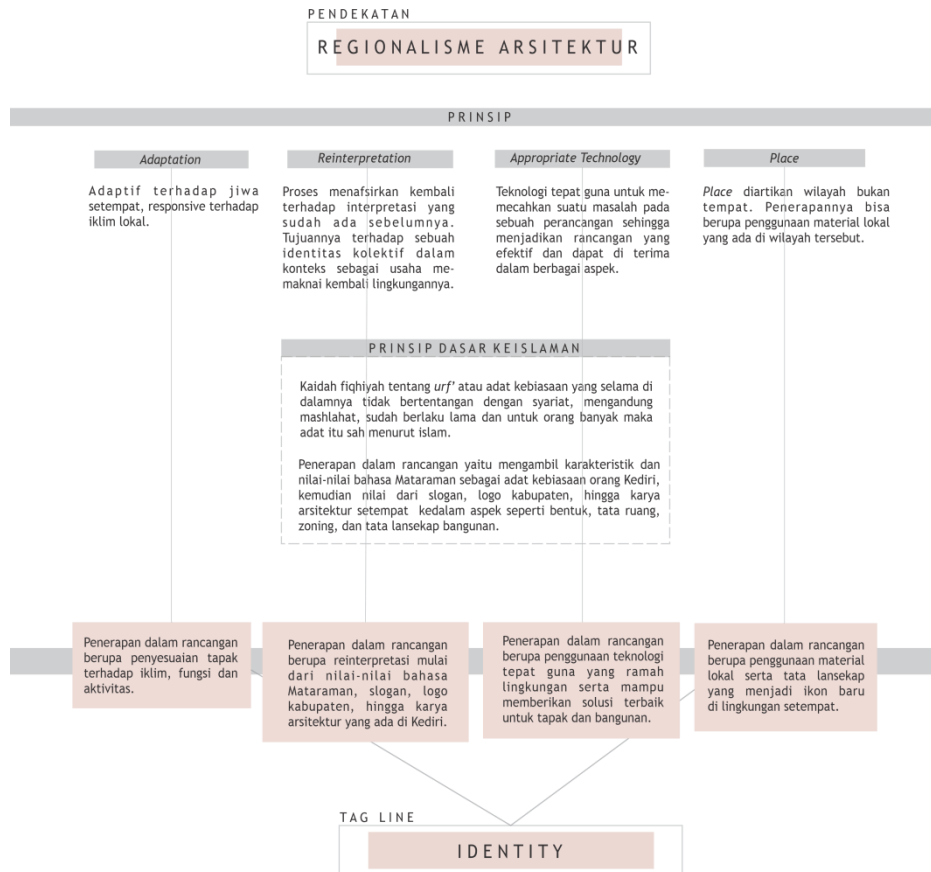 PENDEKATAN
REGIONALISME ARSITEKTUR
PRINSIP
Adaptation
Adaptif terhadap jiwa
setempat, responsive terhadap
iklim lokal.
Reinterpretation
Proses menafsirkan kembali
terhadap interpretasi yang
sudah ada sebelumnya.
Tujuannya terhadap sebuah
identitas kolektif dalam
konteks sebagai usaha me-
maknai kembali lingkungannya.
Appropriate Technology
Teknologi tepat guna untuk me-
mecahkan suatu masalah pada
sebuah perancangan sehingga
menjadikan rancangan yang
efektif dan dapat di terima
dalam berbagai aspek.
Place
Place diartikan wilayah bukan
tempat. Penerapannya bisa
berupa penggunaan material lokal
yang ada di wilayah tersebut.
PRINSIP DASAR KEISLAMAN
Kaidah fiqhiyah tentang urf' atau adat kebiasaan yang selama di
dalamnya tidak bertentangan dengan syariat, mengandung
mashlahat, sudah berlaku lama dan untuk orang banyak maka
adat itu sah menurut islam.
Penerapan dalam rancangan yaitu mengambil karakteristik dan
nilai-nilai bahasa Mataraman sebagai adat kebiasaan orang Kediri,
kemudian nilai dari slogan, logo kabupaten, hingga karya
arsitektur setempat kedalam aspek seperti bentuk, tata ruang,
zoning, dan tata lansekap bangunan.
Penerapan dalam rancangan
berupa penyesuaian tapak
terhadap iklim, fungsi dan
aktivitas.
Penerapan dalam rancangan
berupa reinterpretasi mulai
dari nilai-nilai bahasa
Mataraman, slogan, logo
kabupaten, hingga karya
arsitektur yang ada di Kediri.
Penerapan dalam rancangan
berupa penggunaan teknologi
tepat guna yang ramah
lingkungan serta mampu
memberikan solusi terbaik
untuk tapak dan bangunan.
Penerapan dalam rancangan
berupa penggunaan material
lokal serta tata lansekap
yang menjadi ikon baru
di lingkungan setempat.
TAG LINE
IDENTITY